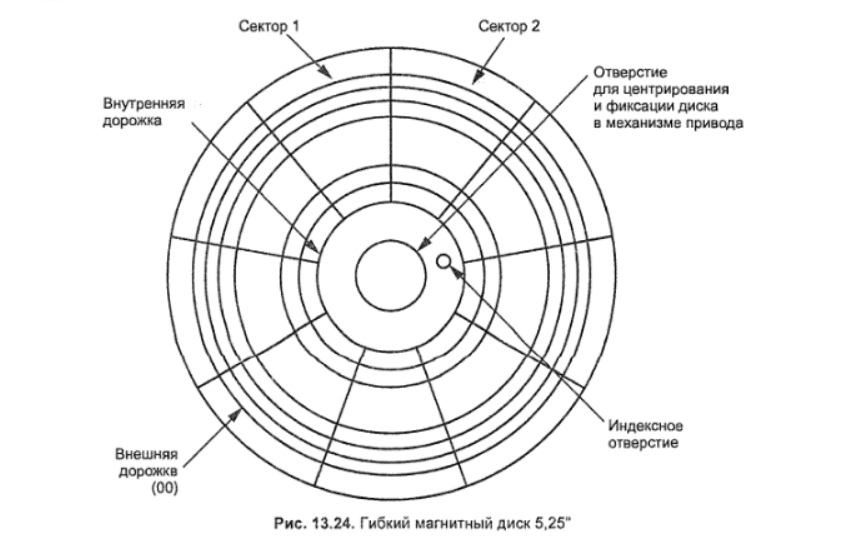 Сектор 1
Сектор 2
Отверстие
для центрирования
и фиксации диска
в механизме привода
Внутренняя
дорожка
Индексное
отверстие
Внешняя
дорожкв
(00)
Рис. 13.24. Гибкий магнитный диск 5,25"